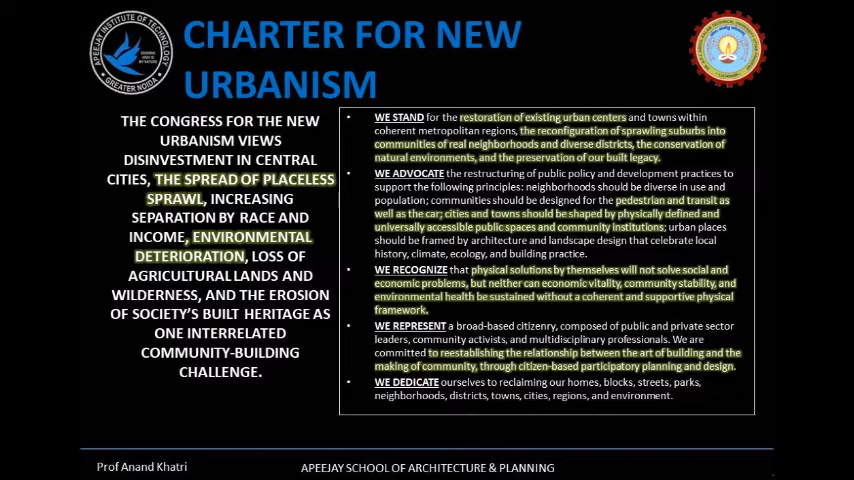 APEEJAY INSTITUTE OF TECHNOLOGY
GREATER NOIDA
CHARTER FOR NEW
URBANISM
THE CONGRESS FOR THE NEW
URBANISM VIEWS
DISINVESTMENT IN CENTRAL
CITIES, THE SPREAD OF PLACELESS
SPRAWL, INCREASING
SEPARATION BY RACE AND
INCOME, ENVIRONMENTAL
DETERIORATION, LOSS OF
AGRICULTURAL LANDS AND
WILDERNESS, AND THE EROSION
OF SOCIETY'S BUILT HERITAGE AS
ONE INTERRELATED
COMMUNITY-BUILDING
CHALLENGE.
• WE STAND for the restoration of existing urban centers and towns within
coherent metropolitan regions, the reconfiguration of sprawling suburbs into
communities of real neighborhoods and diverse districts, the conservation of
natural environments, and the preservation of our built legacy.
• WE ADVOCATE the restructuring of public policy and development practices to
support the following principles: neighborhoods should be diverse in use and
population; communities should be designed for the pedestrian and transit as
well as the car; cities and towns should be shaped by physically defined and
universally accessible public spaces and community institutions; urban places
should be framed by architecture and landscape design that celebrate local
history, climate, ecology, and building practice.
• WE RECOGNIZE that physical solutions by themselves will not solve social and
economic problems, but neither can economic vitality, community stability, and
environmental health be sustained without a coherent and supportive physical
framework.
• WE REPRESENT a broad-based citizenry, composed of public and private sector
leaders, community activists, and multidisciplinary professionals. We are
committed to reestablishing the relationship between the art of building and the
making of community, through citizen-based participatory planning and design.
• WE DEDICATE ourselves to reclaiming our homes, blocks, streets, parks,
neighborhoods, districts, towns, cities, regions, and environment.
Prof Anand Khatri
APEEJAY SCHOOL OF ARCHITECTURE & PLANNING